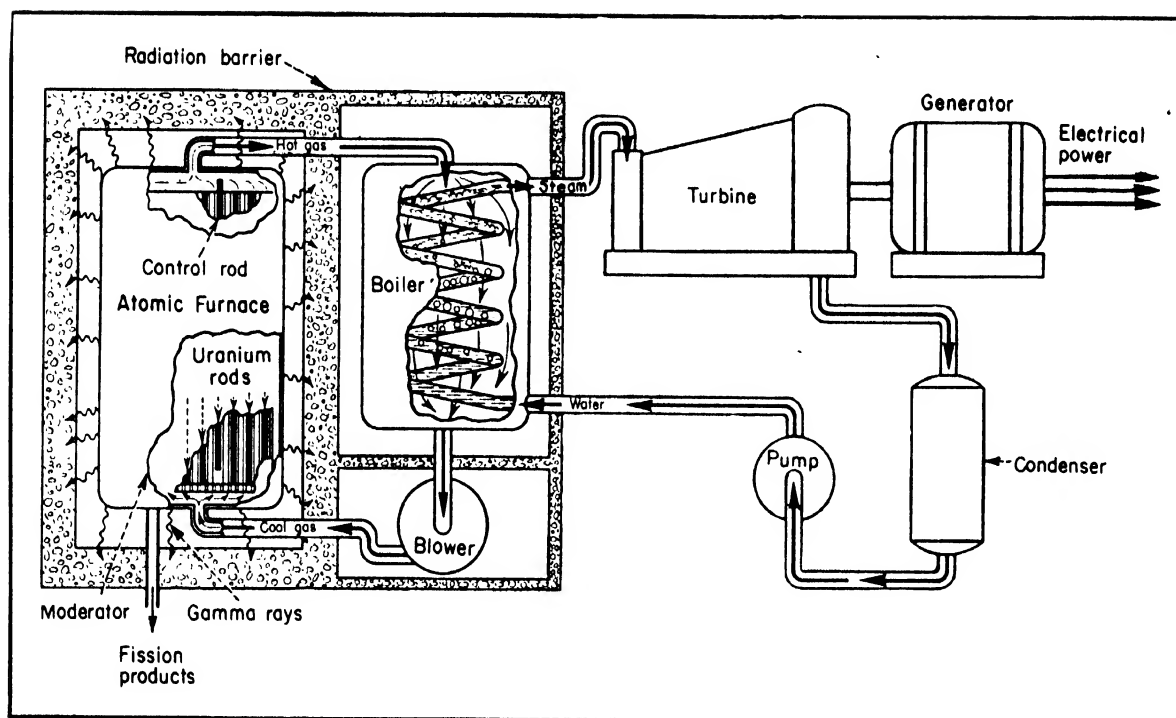 Radiation barrier
Hot gas
Control rod
Atomic Furnace
Uranium
rods
Cool gas
Moderator
Gamma rays
Fission
products
Boiler
Blower
Steam
Water
Turbine
Generator
Electrical
power
Pump
Condenser